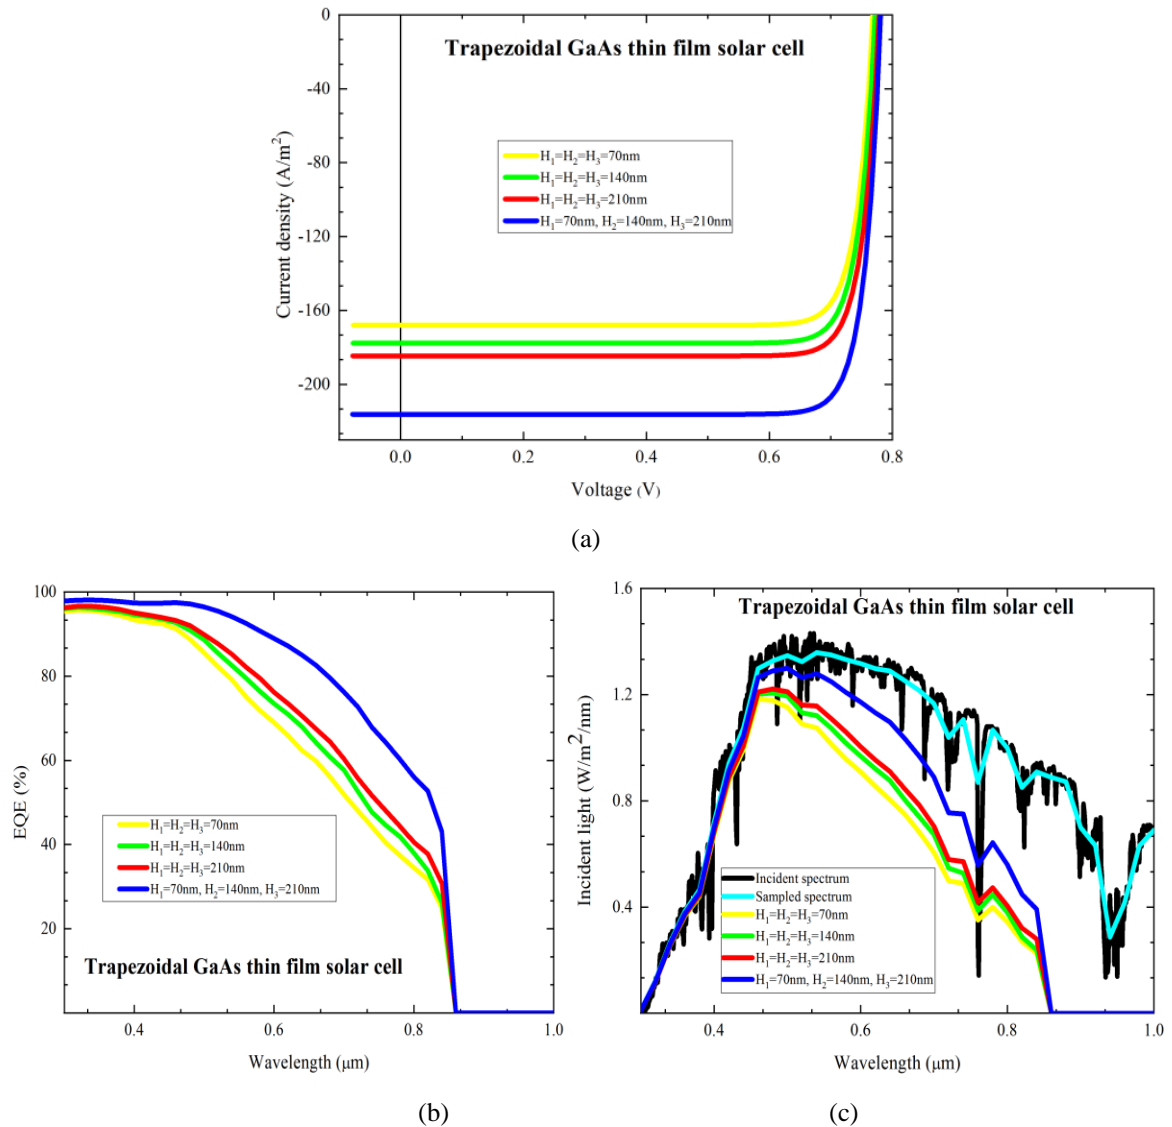 Trapezoidal GaAs thin film solar cell
0
-40
-80
-120
-160
-200
Current density (A/m²)
H₁=H₂=H₃=70nm
H₁=H₂=H₃=140nm
H₁=H₂=H₃=210nm
H₁=70nm, H₂=140nm, H₃=210nm
0.0 0.2 0.4 0.6 0.8
Voltage (V)
(a)
100
80
60
40
20
EQE (%)
H₁=H₂=H₃=70nm
H₁=H₂=H₃=140nm
H₁=H₂=H₃=210nm
H₁=70nm, H₂=140nm, H₃=210nm
Trapezoidal GaAs thin film solar cell
0.4 0.6 0.8 1.0
Wavelength (μm)
(b)
Trapezoidal GaAs thin film solar cell
1.6
1.2
0.8
0.4
Incident light (W/m²/nm)
Incident spectrum
Sampled spectrum
H₁=H₂=H₃=70nm
H₁=H₂=H₃=140nm
H₁=H₂=H₃=210nm
H₁=70nm, H₂=140nm, H₃=210nm
0.4 0.6 0.8 1.0
Wavelength (μm)
(c)